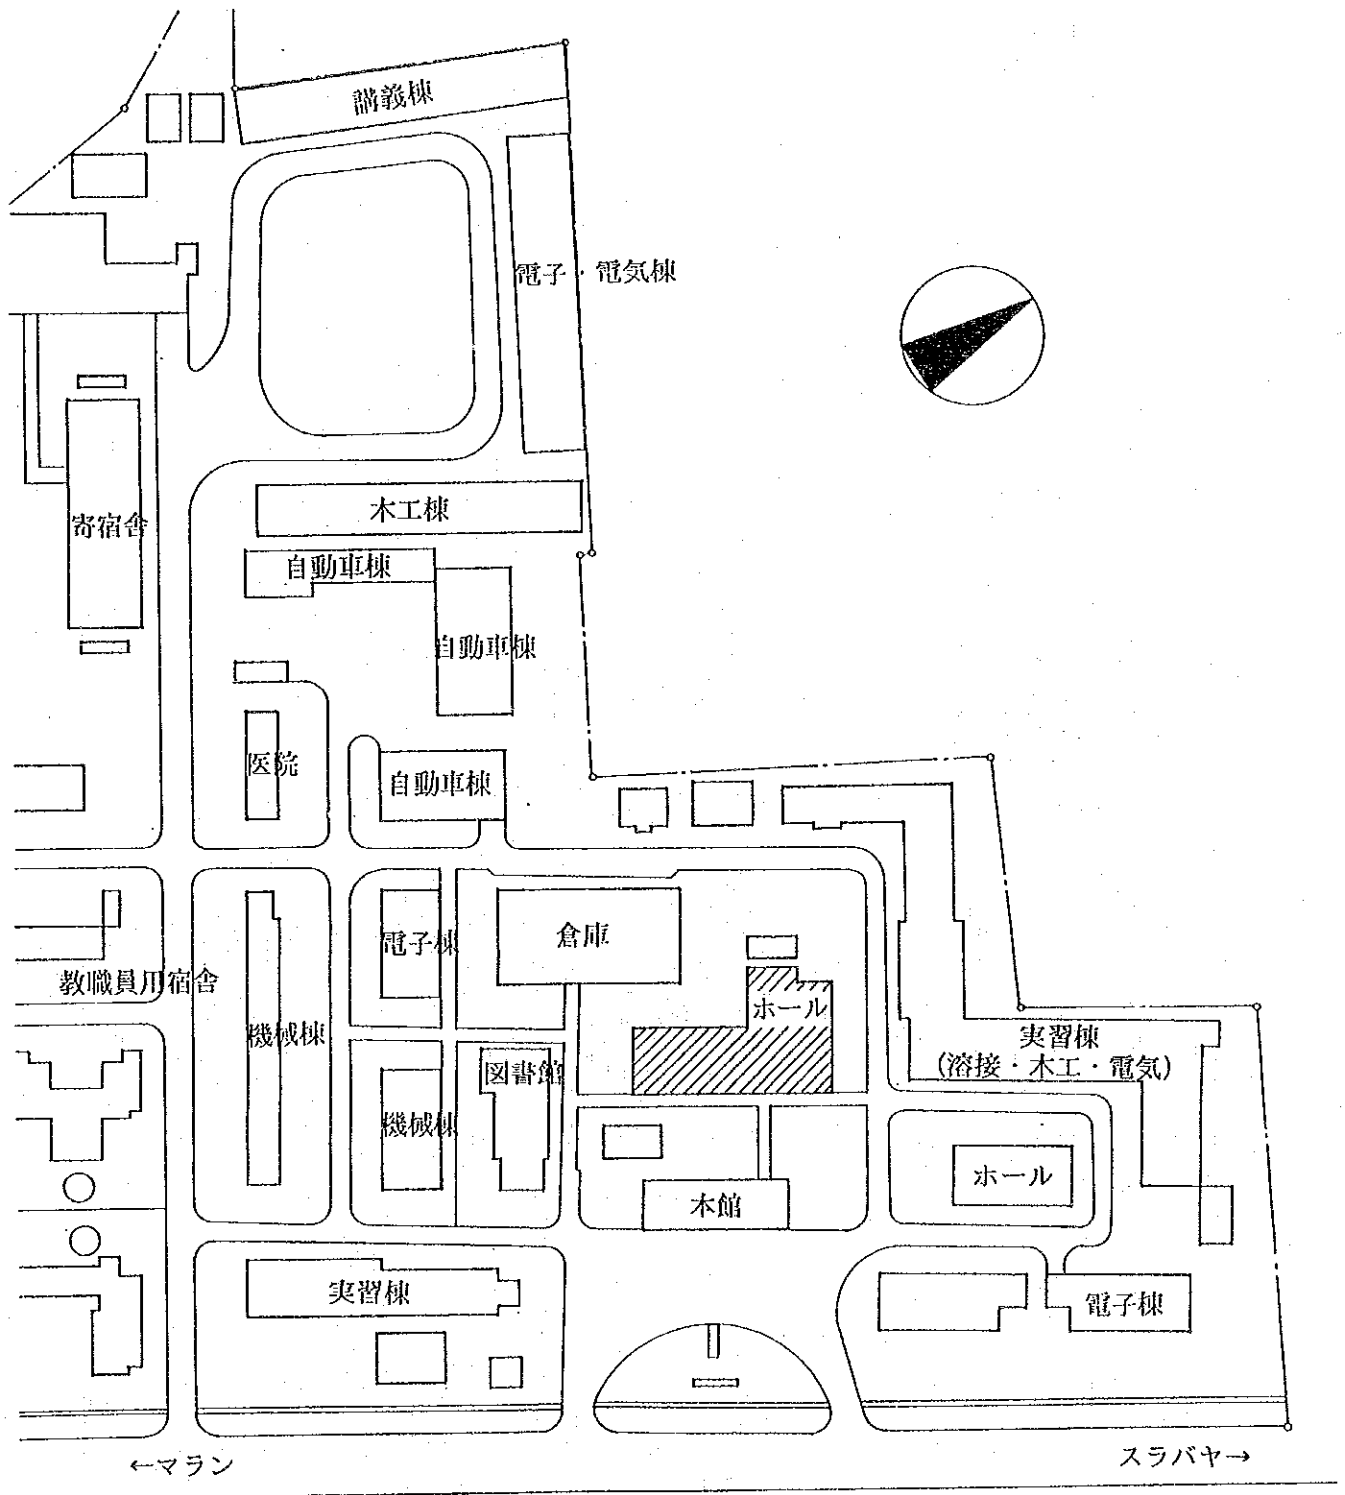 講義棟
電子・電気棟
木工棟
寄宿舎
自動車棟
自動車棟
医院
自動車棟
倉庫
電子棟
教職員用宿舎
ホール
機械棟
実習棟
(溶接・木工・電気)
図書館
機械棟
ホール
本館
実習棟
電子棟
←マラン
スラバヤ→